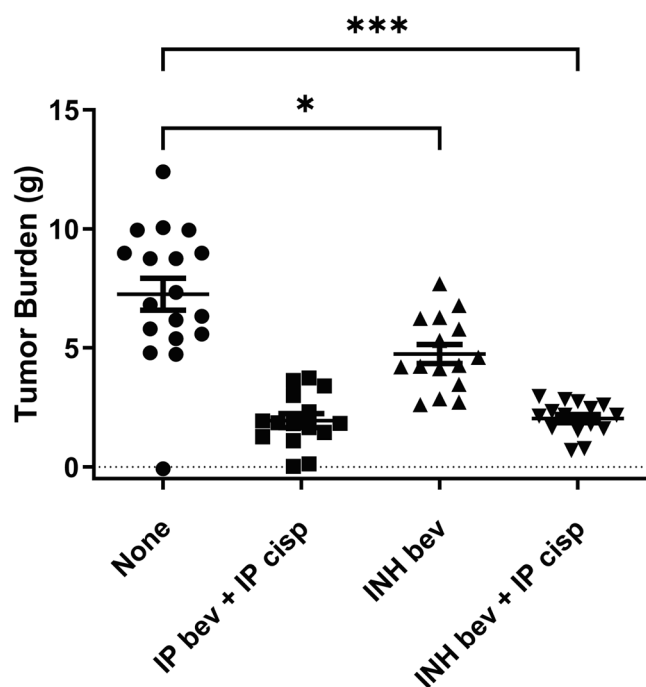 ***
*
15
10
5
0
Tumor Burden (g)
None
IP bev + IP cisp
INH bev
INH bev + IP cisp